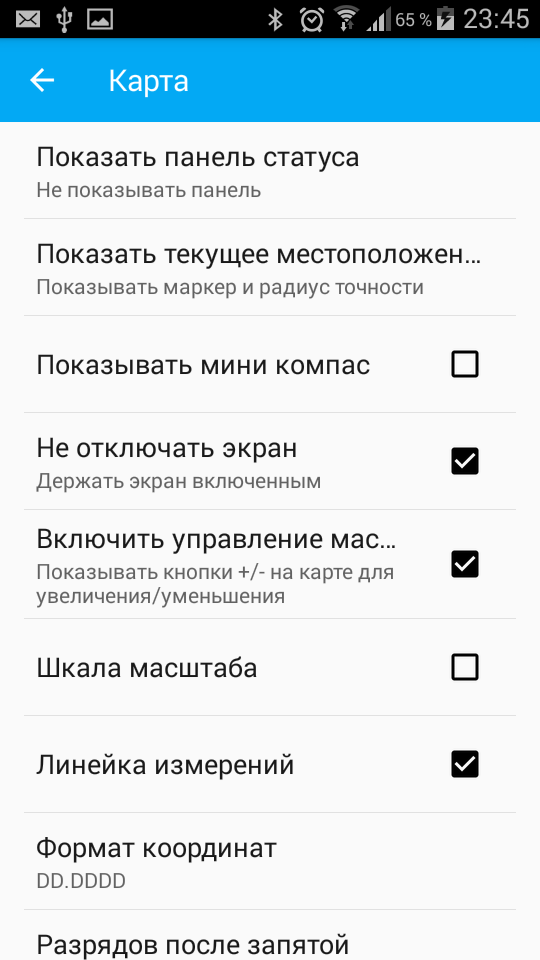 65 % 23:45
Карта
Показать панель статуса
Не показывать панель
Показать текущее местоположен...
Показывать маркер и радиус точности
Показывать мини компас
Не отключать экран
Держать экран включенным
Включить управление мас...
Показывать кнопки +/- на карте для
увеличения/уменьшения
Шкала масштаба
Линейка измерений
Формат координат
DD.DDDD
Разрядов после запятой